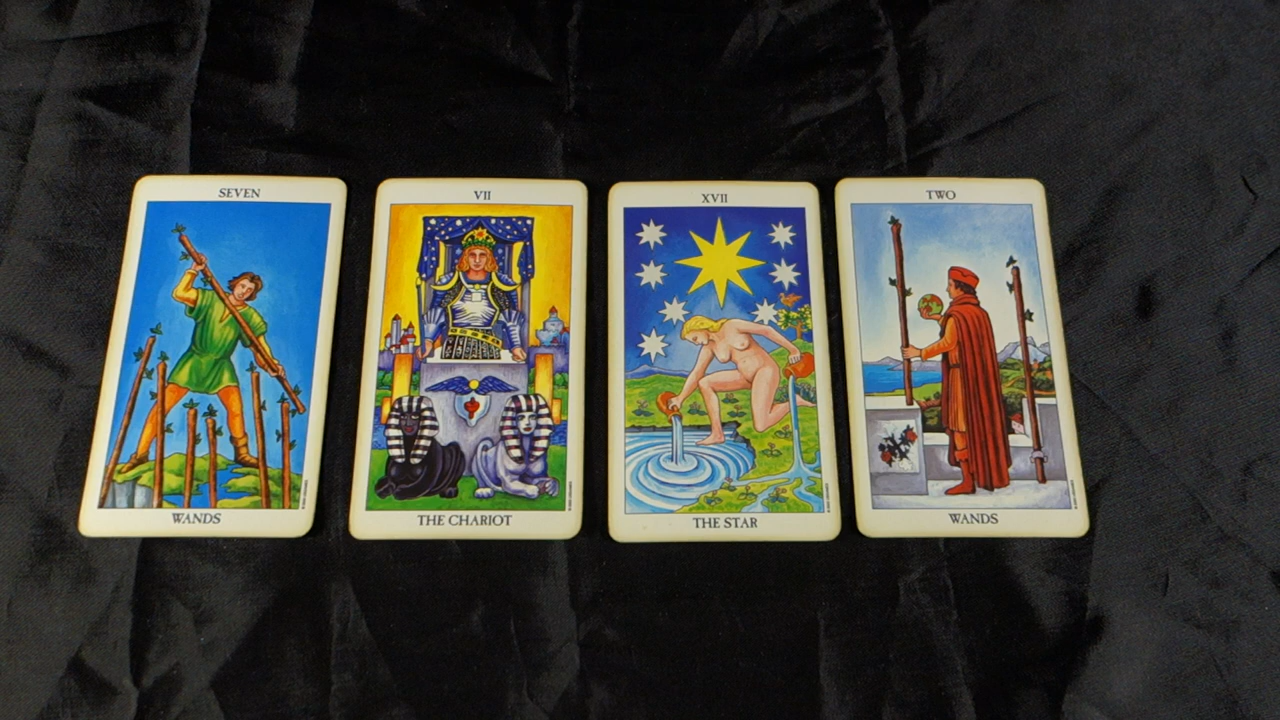 SEVEN
WANDS
VII
THE CHARIOT
XVII
THE STAR
TWO
WANDS